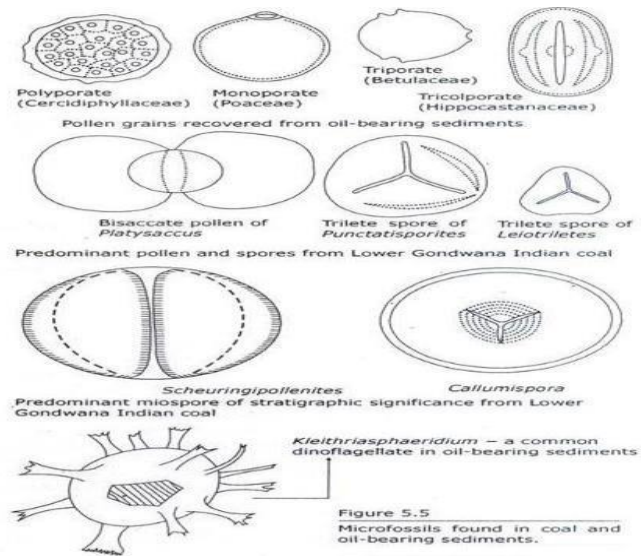 Polyporate
(Cercidiphyllaceae)
Monoporate
(Poaceae)
Triporate
(Betulaceae)
Tricolporate
(Hippocastanaceae)
Pollen grains recovered from oil-bearing sediments
Bisaccate pollen of
Platysaccus
Trilete spore of
Punctatisporites
Trilete spore of
Leiotriletes
Predominant pollen and spores from Lower Gondwana Indian coal
Scheuringipollenites
Callumispora
Predominant miospore of stratigraphic significance from Lower
Gondwana Indian coal
Kleithriasphaeridium – a common
dinoflagellate in oil-bearing sediments
Figure 5.5
Microfossils found in coal and
oil-bearing sediments.